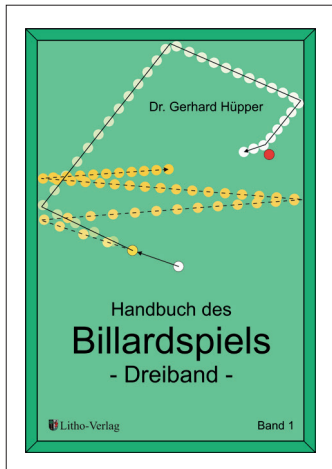 Dr. Gerhard Hüpper
Handbuch des
Billardspiels
- Dreiband -
Litho-Verlag
Band 1